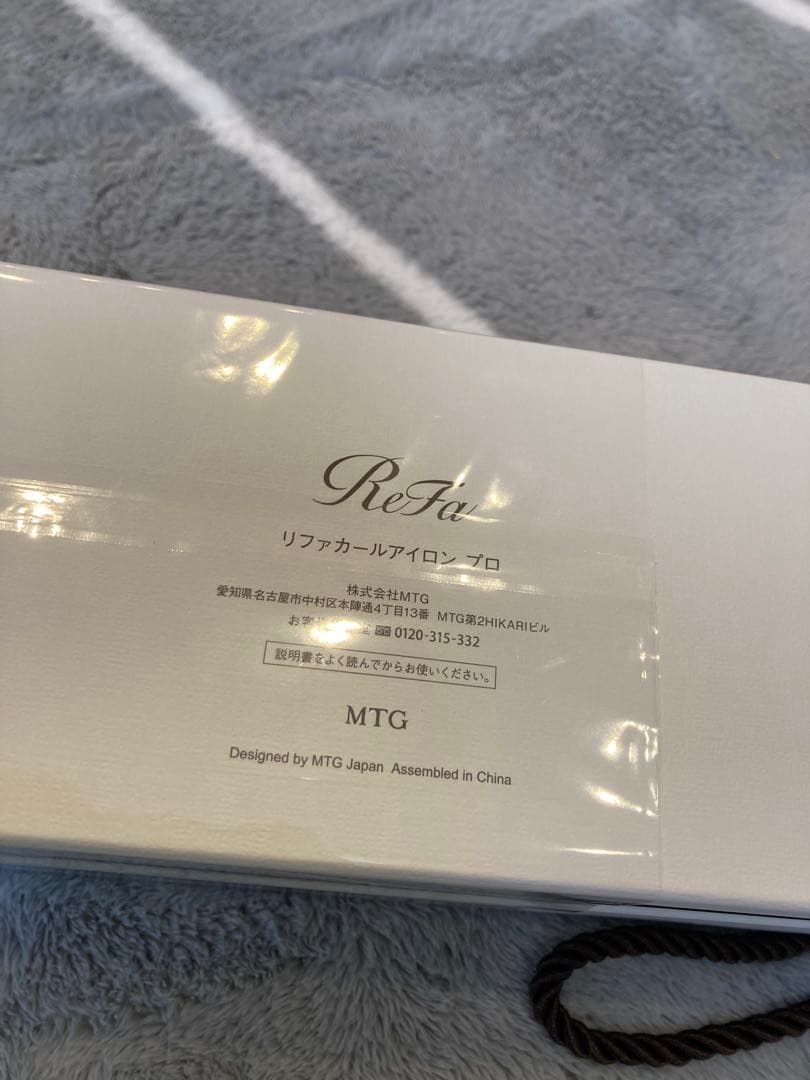 ReFa
リファカールアイロン プロ
株式会社MTG
愛知県名古屋市中村区本陣通4丁目13番 MTG第2HIKARIビル
0120-315-332
説明書をよく読んでからお使いください。
MTG
Designed by MTG Japan Assembled in China